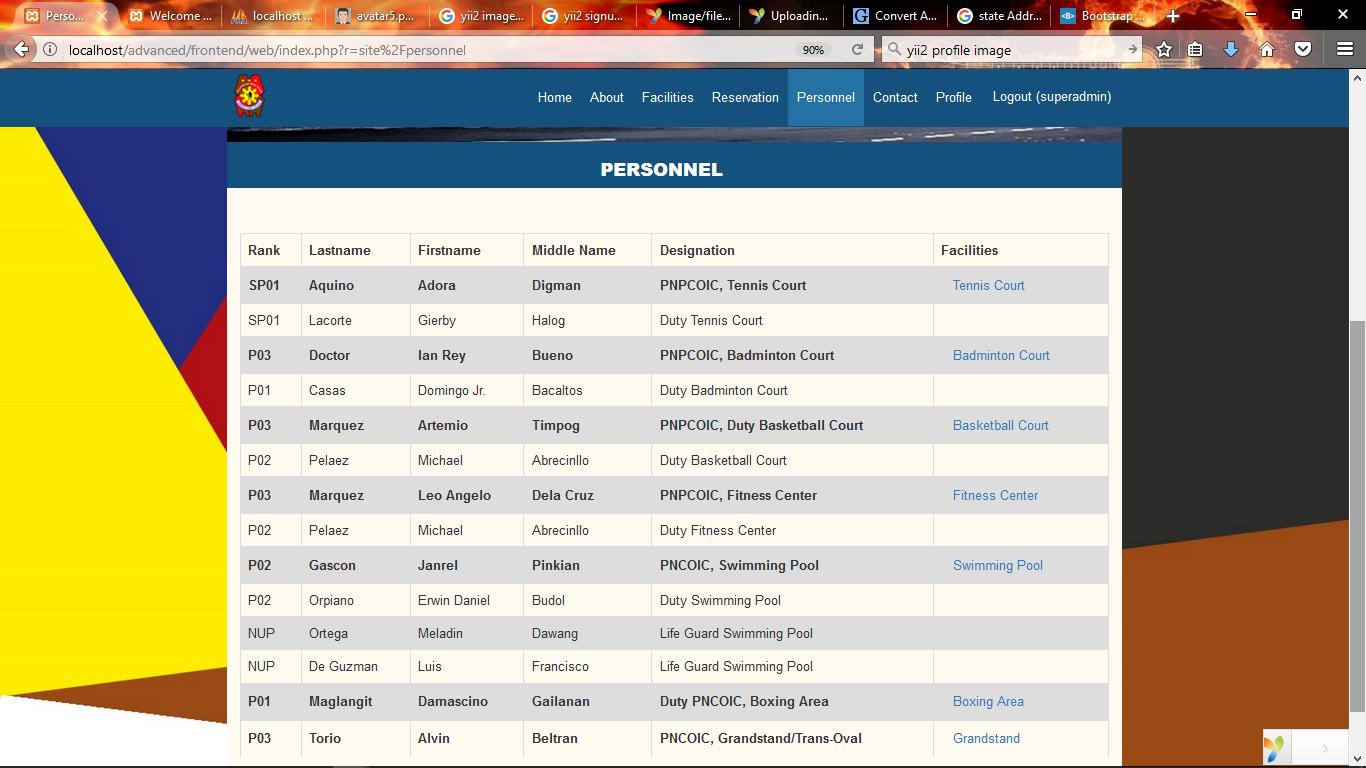 Perso... Welcome ... localhost ... avatar5.p... yii2 image... yii2 signu... Image/file... Uploadin... Convert A... state Addr... Bootstrap ...
localhost/advanced/frontend/web/index.php?r=site%2Fpersonnel 90% yii2 profile image
Home About Facilities Reservation Personnel Contact Profile Logout (superadmin)
PERSONNEL
Rank Lastname Firstname Middle Name Designation Facilities
SP01 Aquino Adora Digman PNPCOIC, Tennis Court Tennis Court
SP01 Lacorte Gierby Halog Duty Tennis Court
P03 Doctor Ian Rey Bueno PNPCOIC, Badminton Court Badminton Court
P01 Casas Domingo Jr. Bacaltos Duty Badminton Court
P03 Marquez Artemio Timpog PNPCOIC, Duty Basketball Court Basketball Court
P02 Pelaez Michael Abrecinllo Duty Basketball Court
P03 Marquez Leo Angelo Dela Cruz PNPCOIC, Fitness Center Fitness Center
P02 Pelaez Michael Abrecinllo Duty Fitness Center
P02 Gascon Janrel Pinkian PNCOIC, Swimming Pool Swimming Pool
P02 Orpiano Erwin Daniel Budol Duty Swimming Pool
NUP Ortega Meladin Dawang Life Guard Swimming Pool
NUP De Guzman Luis Francisco Life Guard Swimming Pool
P01 Maglangit Damascino Gailanan Duty PNCOIC, Boxing Area Boxing Area
P03 Torio Alvin Beltran PNCOIC, Grandstand/Trans-Oval Grandstand